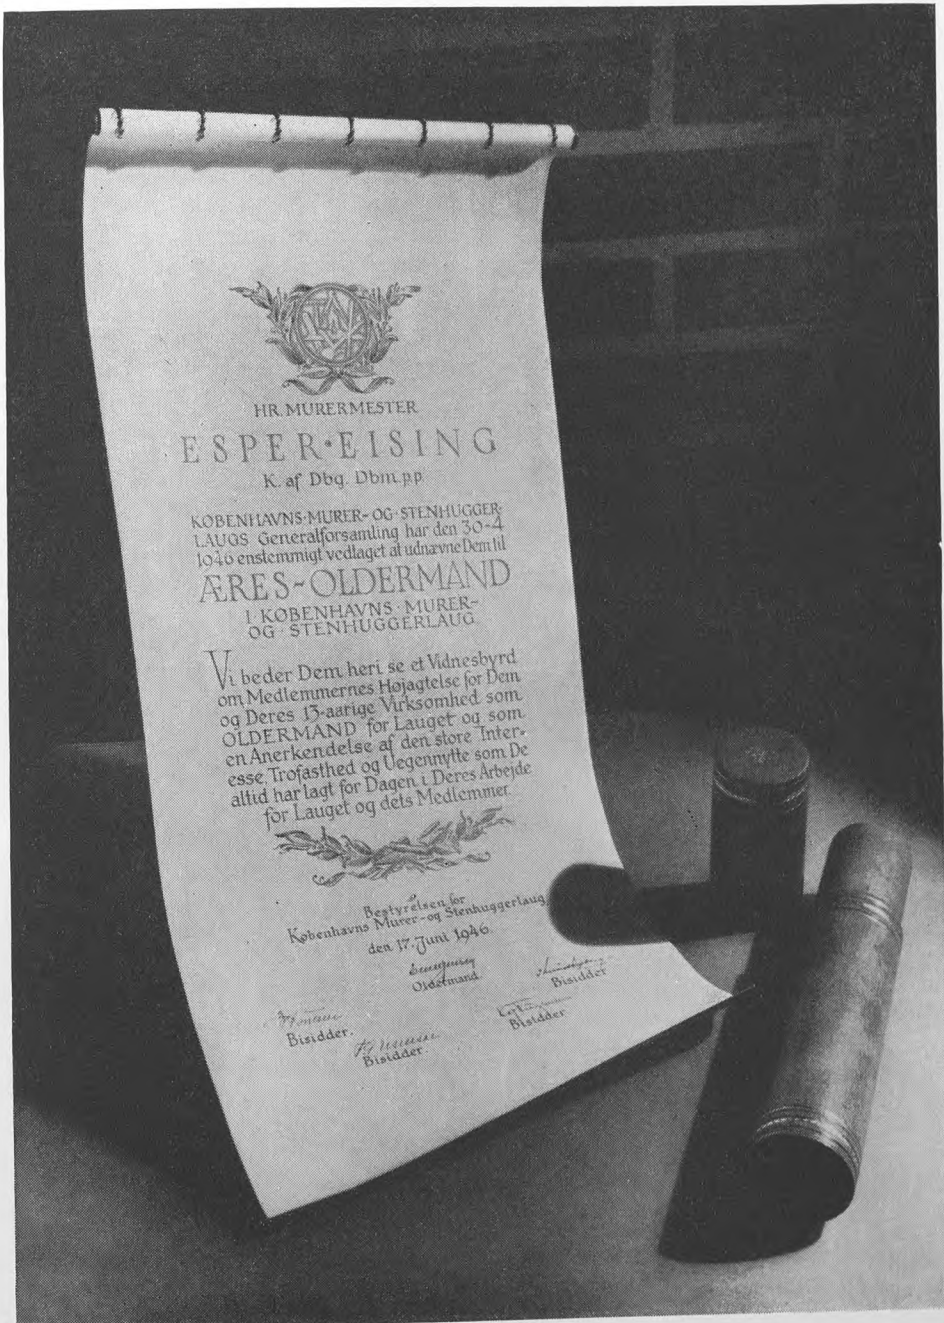 HR. MURERMESTER
ESPER·EISING
K. af Dbg. Dbm. p.p.
KØBENHAVNS·MURER-OG·STENHUGGER-
LAUGS Generalforsamling har den 30-4
1946 enstemmigt vedtaget at udnævne Dem til
ÆRES-OLDERMAND
I·KØBENHAVNS·MURER-
OG·STENHUGGERLAUG.
Vi beder Dem heri se et Vidnesbyrd
om Medlemmernes Højagtelse for Dem
og Deres 13-aarige Virksomhed som
OLDERMAND for Lauget og som
en Anerkendelse af den store Inter-
esse, Trofasthed og Uegennytte som De
altid har lagt for Dagen i Deres Arbejde
for Lauget og dets Medlemmer.
Bestyrelsen for
Københavns Murer-og Stenhuggerlaug
den 17. Juni 1946.
Oldermand
Bisidder
Bisidder.
Bisidder.
Bisidder